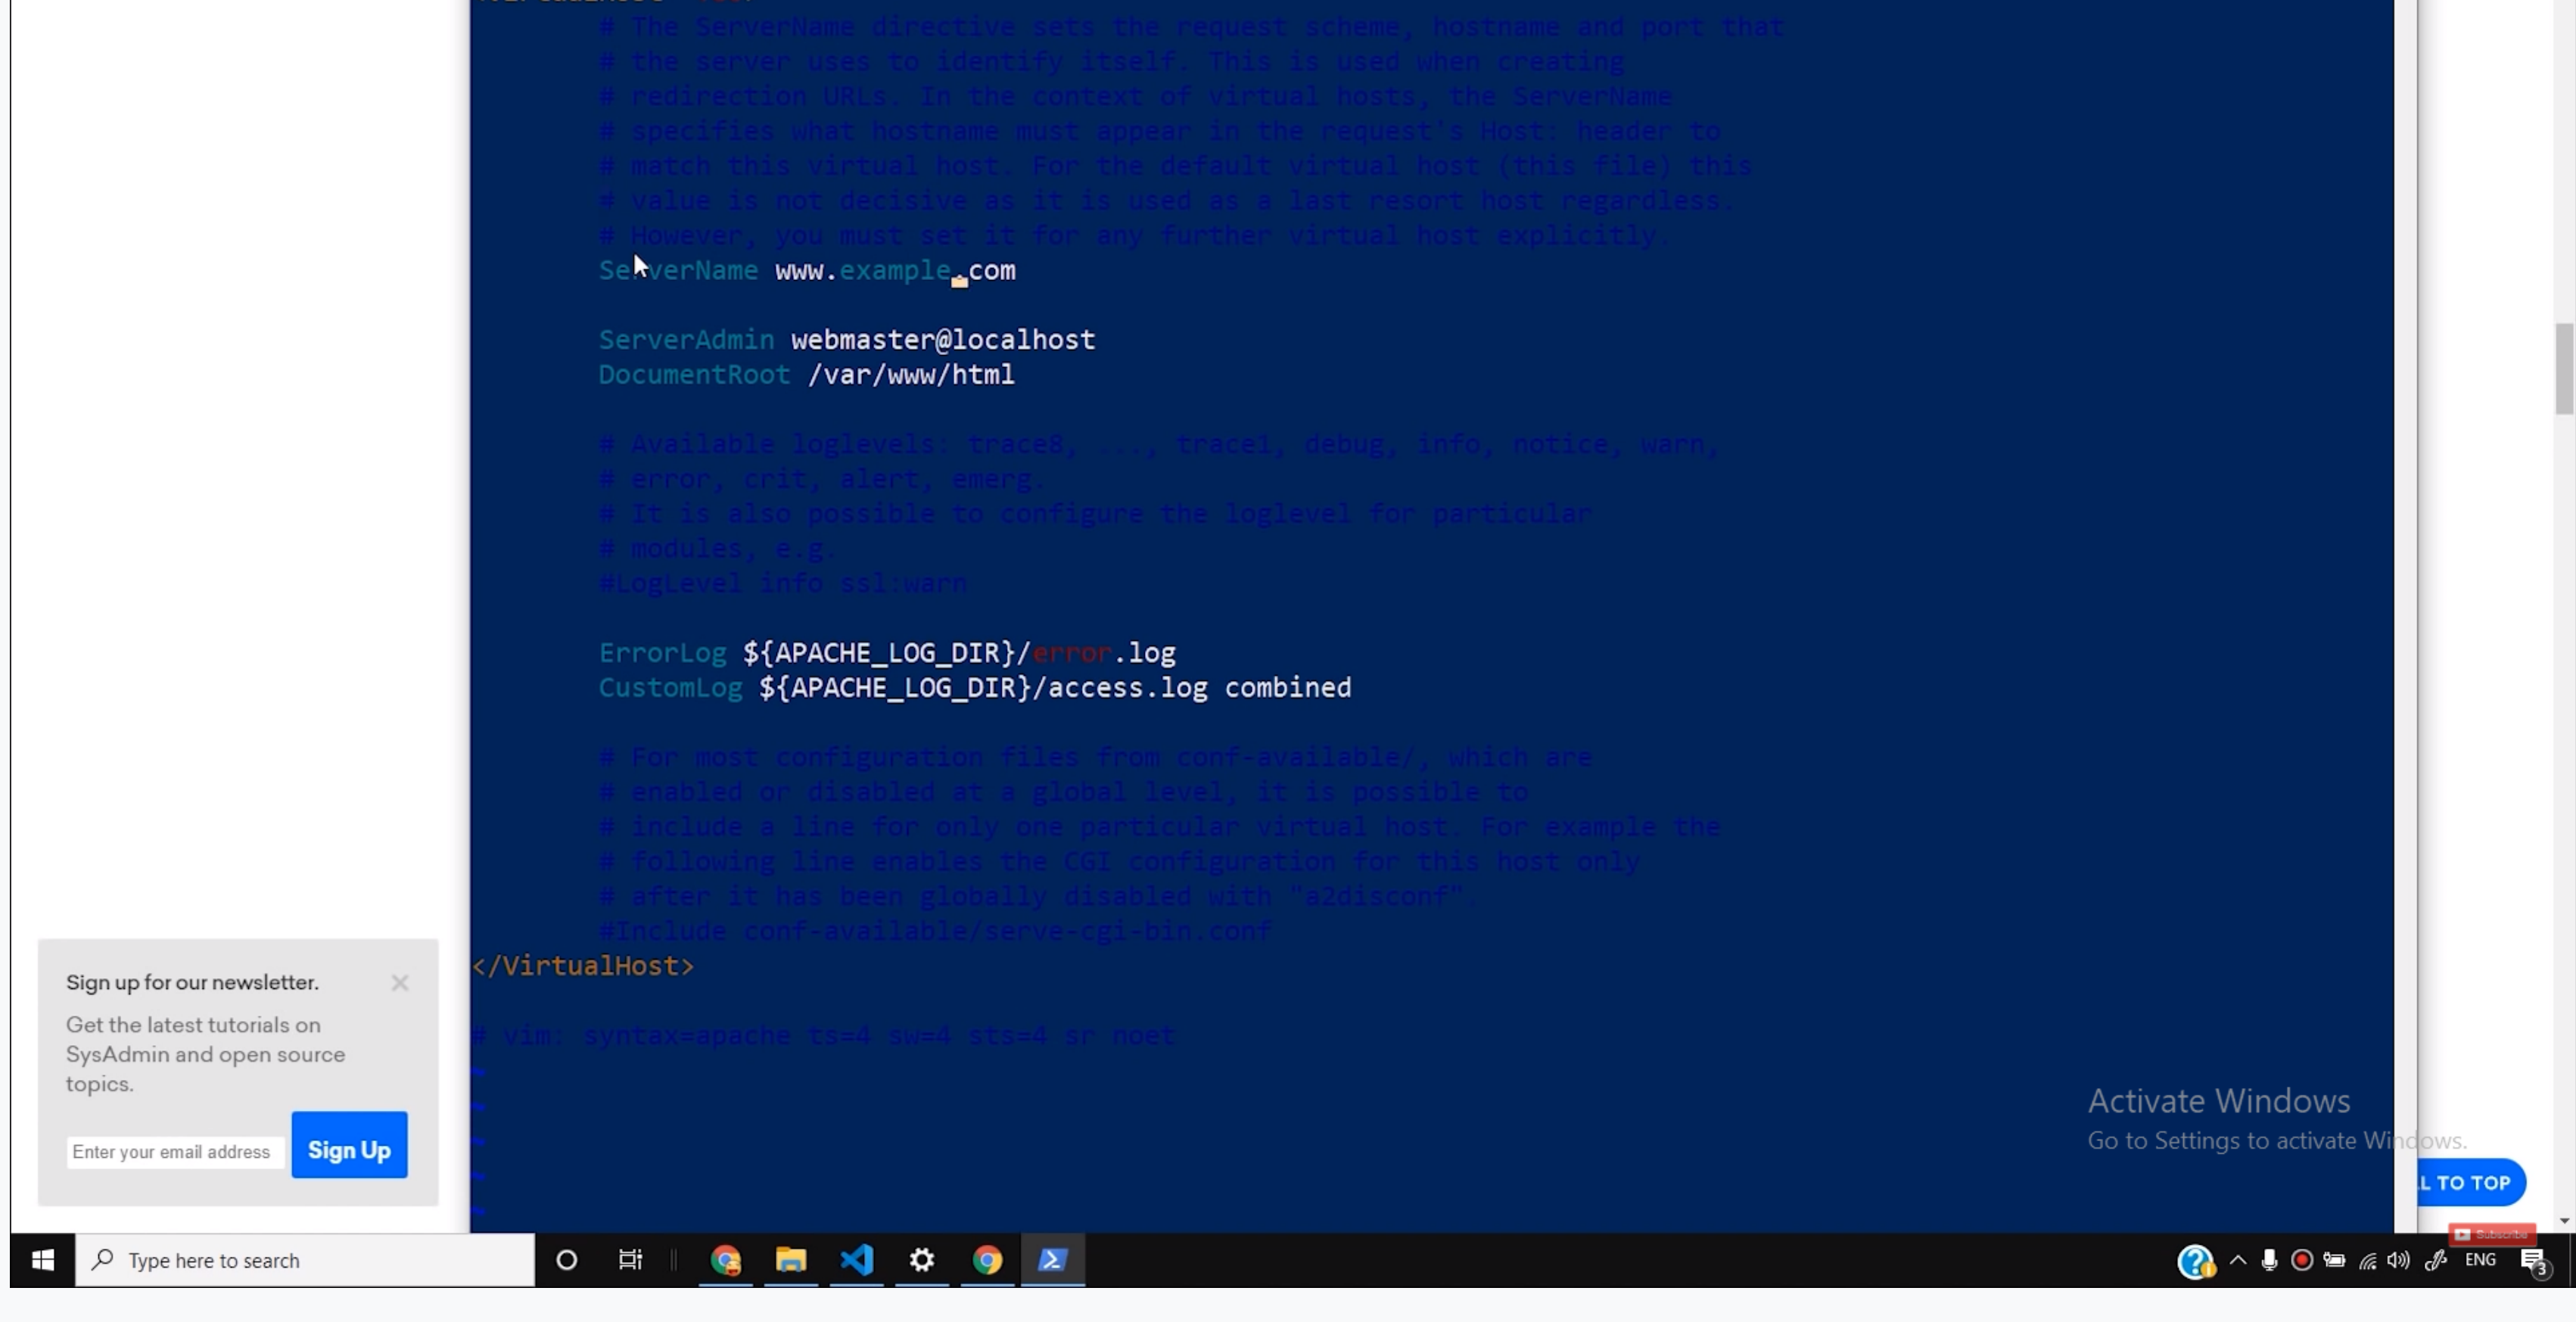 # The ServerName directive sets the request scheme, hostname and port that
# the server uses to identify itself. This is used when creating
# redirection URLs. In the context of virtual hosts, the ServerName
# specifies what hostname must appear in the request's Host: header to
# match this virtual host. For the default virtual host (this file) this
# value is not decisive as it is used as a last resort host regardless.
# However, you must set it for any further virtual host explicitly.
ServerName www.example.com
ServerAdmin webmaster@localhost
DocumentRoot /var/www/html
# Available loglevels: trace8, ..., trace1, debug, info, notice, warn,
# error, crit, alert, emerg.
# It is also possible to configure the loglevel for particular
# modules, e.g.
#LogLevel info ssl:warn
ErrorLog ${APACHE_LOG_DIR}/error.log
CustomLog ${APACHE_LOG_DIR}/access.log combined
# For most configuration files from conf-available/, which are
# enabled or disabled at a global level, it is possible to
# include a line for only one particular virtual host. For example the
# following line enables the CGI configuration for this host only
# after it has been globally disabled with "a2disconf".
#Include conf-available/serve-cgi-bin.conf
</VirtualHost>
# vim: syntax=apache ts=4 sw=4 sts=4 sr noet
~
~
~
~
~
Sign up for our newsletter.
Get the latest tutorials on
SysAdmin and open source
topics.
Enter your email address
Sign Up
Activate Windows
Go to Settings to activate Windows.
L TO TOP
Subscribe
Type here to search
ENG
3